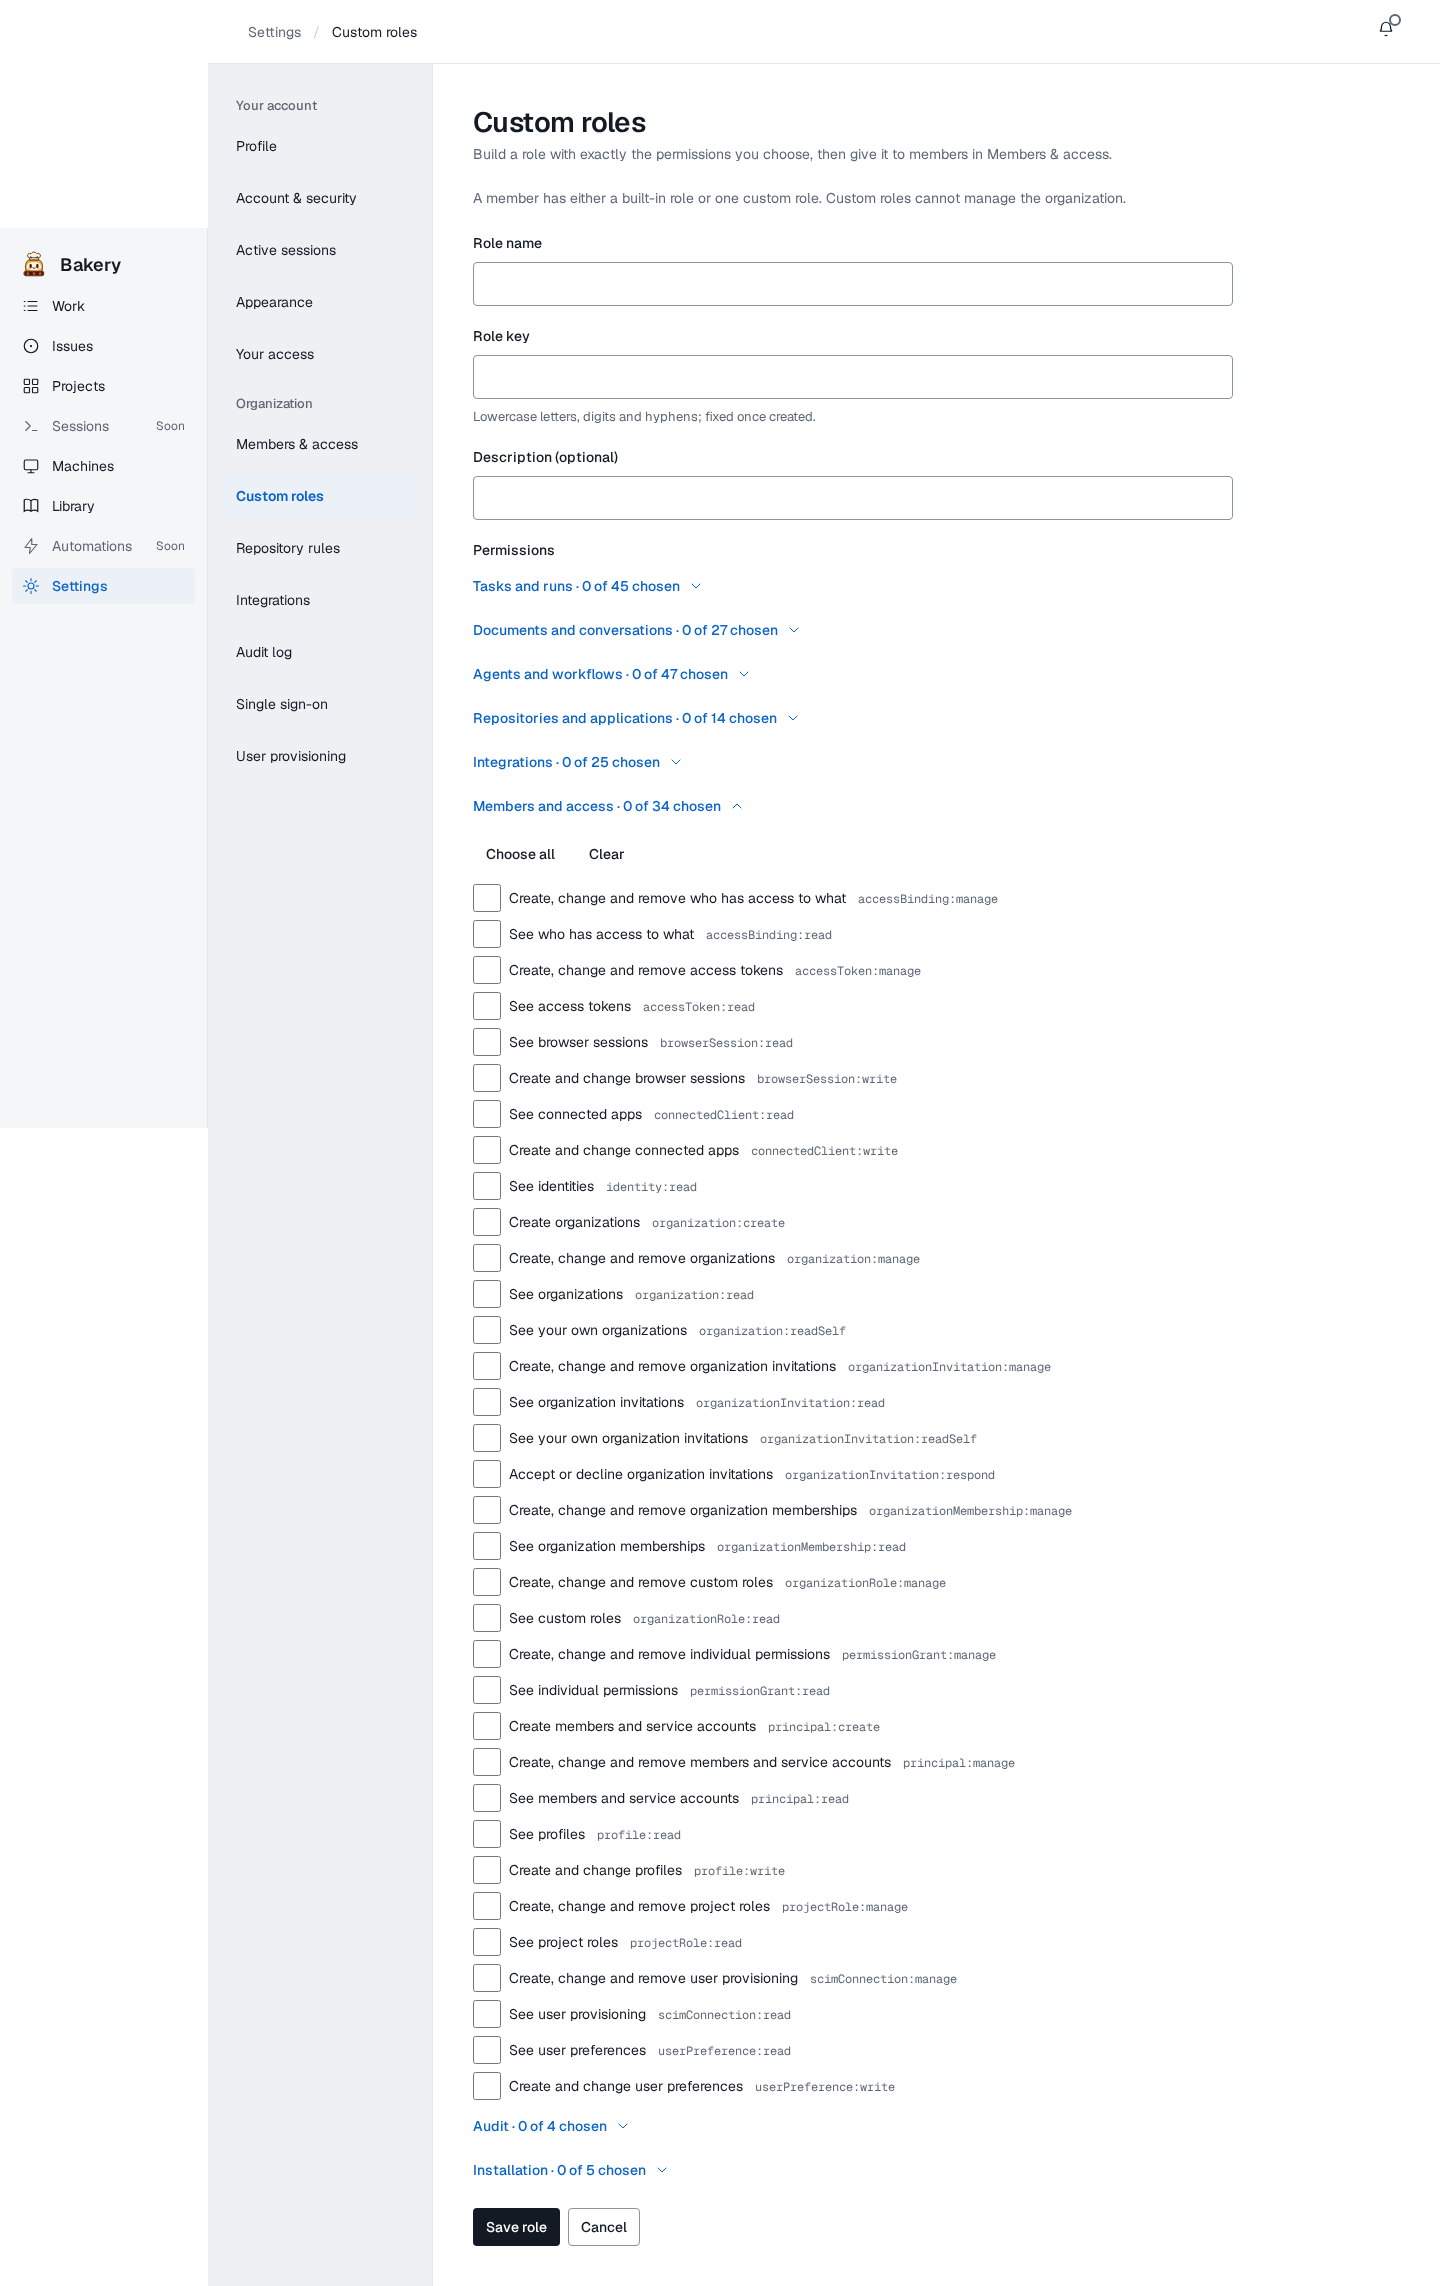 Settings / Custom roles
Bakery
Work
Issues
Projects
Sessions Soon
Machines
Library
Automations Soon
Settings
Your account
Profile
Account & security
Active sessions
Appearance
Your access
Organization
Members & access
Custom roles
Repository rules
Integrations
Audit log
Single sign-on
User provisioning
Custom roles
Build a role with exactly the permissions you choose, then give it to members in Members & access.
A member has either a built-in role or one custom role. Custom roles cannot manage the organization.
Role name
Role key
Lowercase letters, digits and hyphens; fixed once created.
Description (optional)
Permissions
Tasks and runs · 0 of 45 chosen
Documents and conversations · 0 of 27 chosen
Agents and workflows · 0 of 47 chosen
Repositories and applications · 0 of 14 chosen
Integrations · 0 of 25 chosen
Members and access · 0 of 34 chosen
Choose all Clear
Create, change and remove who has access to what accessBinding:manage
See who has access to what accessBinding:read
Create, change and remove access tokens accessToken:manage
See access tokens accessToken:read
See browser sessions browserSession:read
Create and change browser sessions browserSession:write
See connected apps connectedClient:read
Create and change connected apps connectedClient:write
See identities identity:read
Create organizations organization:create
Create, change and remove organizations organization:manage
See organizations organization:read
See your own organizations organization:readSelf
Create, change and remove organization invitations organizationInvitation:manage
See organization invitations organizationInvitation:read
See your own organization invitations organizationInvitation:readSelf
Accept or decline organization invitations organizationInvitation:respond
Create, change and remove organization memberships organizationMembership:manage
See organization memberships organizationMembership:read
Create, change and remove custom roles organizationRole:manage
See custom roles organizationRole:read
Create, change and remove individual permissions permissionGrant:manage
See individual permissions permissionGrant:read
Create members and service accounts principal:create
Create, change and remove members and service accounts principal:manage
See members and service accounts principal:read
See profiles profile:read
Create and change profiles profile:write
Create, change and remove project roles projectRole:manage
See project roles projectRole:read
Create, change and remove user provisioning scimConnection:manage
See user provisioning scimConnection:read
See user preferences userPreference:read
Create and change user preferences userPreference:write
Audit · 0 of 4 chosen
Installation · 0 of 5 chosen
Save role Cancel